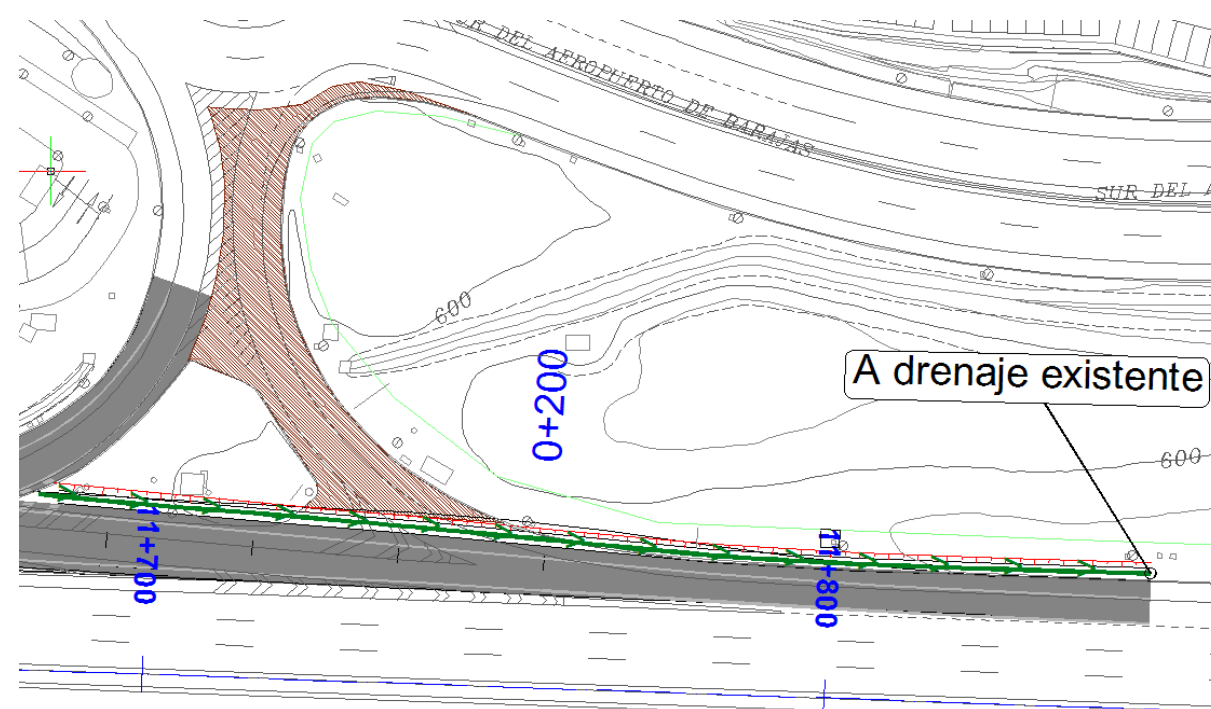 SUR DEL AEROPUERTO DE BARAJAS
SUR DEL A
600
0+200
A drenaje existente
600
11+700
11+800